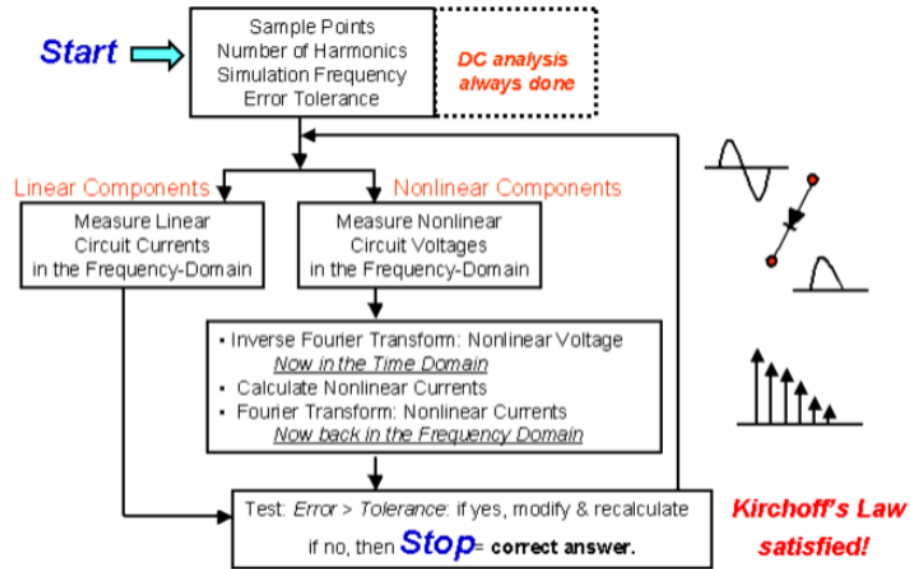 Start
Sample Points
Number of Harmonics
Simulation Frequency
Error Tolerance
DC analysis
always done
Linear Components
Nonlinear Components
Measure Linear
Circuit Currents
in the Frequency-Domain
Measure Nonlinear
Circuit Voltages
in the Frequency-Domain
• Inverse Fourier Transform: Nonlinear Voltage
Now in the Time Domain
• Calculate Nonlinear Currents
• Fourier Transform: Nonlinear Currents
Now back in the Frequency Domain
Test: Error > Tolerance: if yes, modify & recalculate
if no, then Stop= correct answer.
Kirchoff's Law
satisfied!